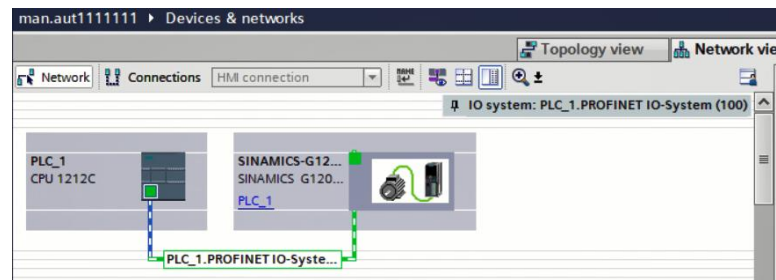 man.aut1111111 ▸ Devices & networks
Topology view
Network vie
Network
Connections
HMI connection
NAME
IO system: PLC_1.PROFINET IO-System (100)
PLC_1
CPU 1212C
SINAMICS-G12...
SINAMICS G120...
PLC_1
PLC_1.PROFINET IO-Syste...